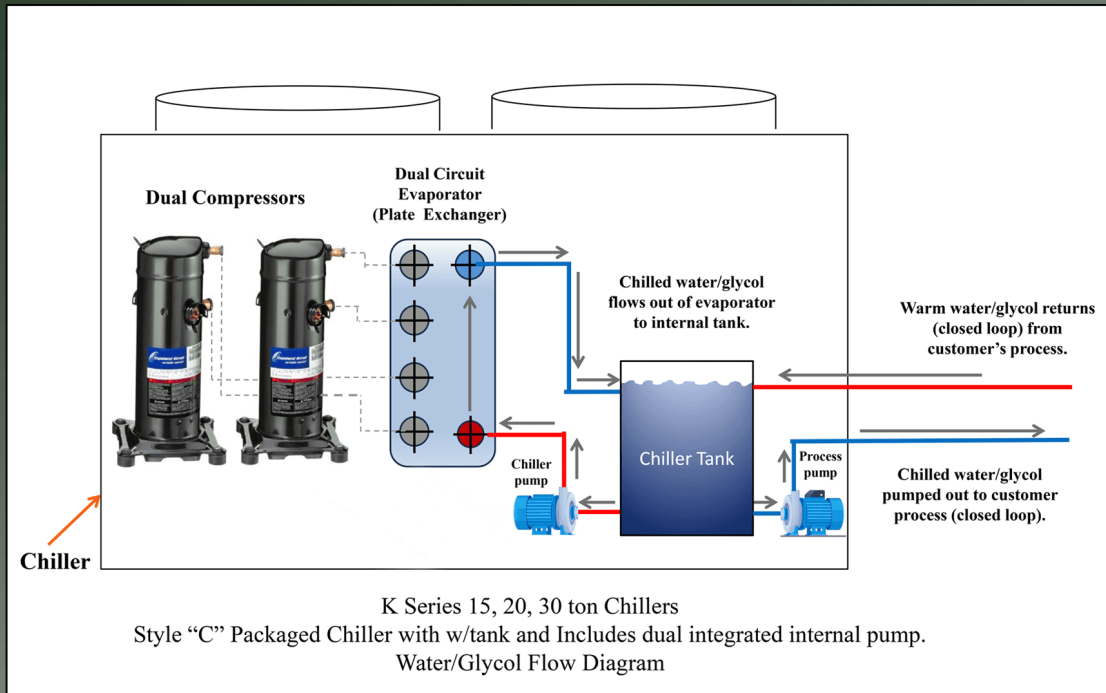 Dual Compressors
Dual Circuit
Evaporator
(Plate Exchanger)
Chilled water/glycol
flows out of evaporator
to internal tank.
Warm water/glycol returns
(closed loop) from
customer's process.
Chiller
pump
Chiller Tank
Process
pump
Chilled water/glycol
pumped out to customer
process (closed loop).
Chiller
K Series 15, 20, 30 ton Chillers
Style “C” Packaged Chiller with w/tank and Includes dual integrated internal pump.
Water/Glycol Flow Diagram